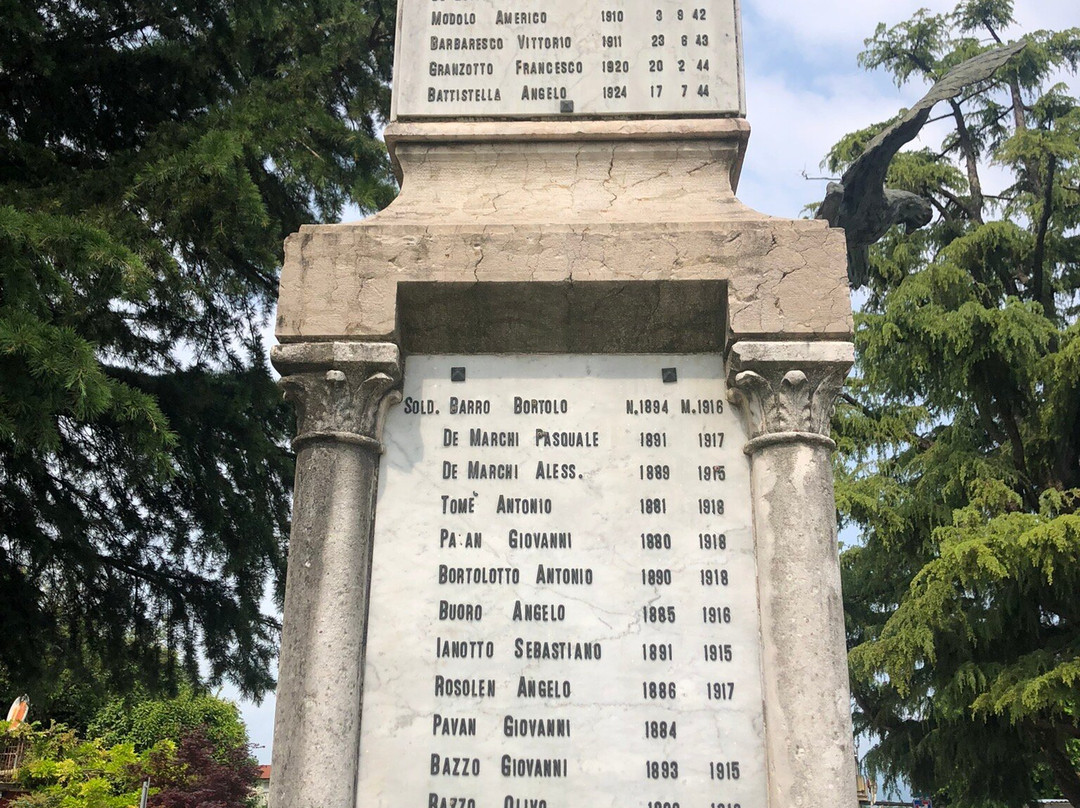 Modolo Americo 1910 3 9 42
Barbaresco Vittorio 1911 23 6 43
Granzotto Francesco 1920 20 2 44
Battistella Angelo 1924 17 7 44
Sold. Barro Bortolo N.1894 M.1916
De Marchi Pasquale 1891 1917
De Marchi Aless. 1889 1915
Tomè Antonio 1881 1918
Giovanni 1880 1918
Bortolotto Antonio 1890 1918
Buoro Angelo 1885 1916
Ianotto Sebastiano 1891 1915
Rosolen Angelo 1886 1917
Pavan Giovanni 1884
Bazzo Giovanni 1893 1915
Bazzo Olivo